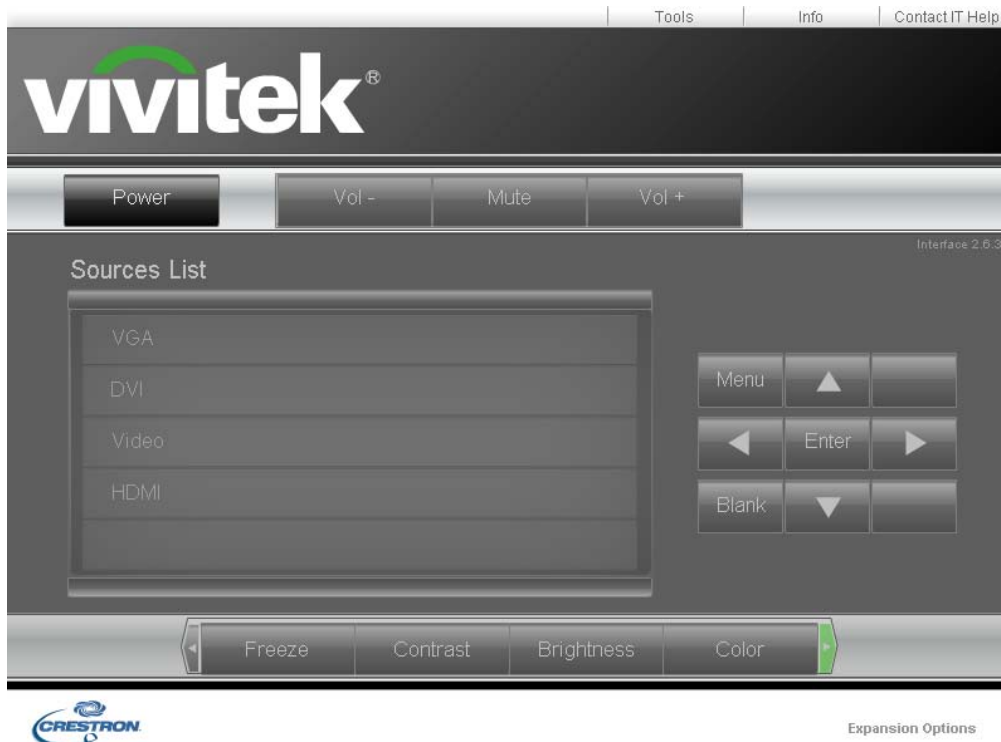 Tools Info Contact IT Help
vivitek®
Power Vol - Mute Vol +
Interface 2.6.3
Sources List
VGA
DVI
Video
HDMI
Menu
Enter
Blank
Freeze Contrast Brightness Color
CRESTRON
Expansion Options